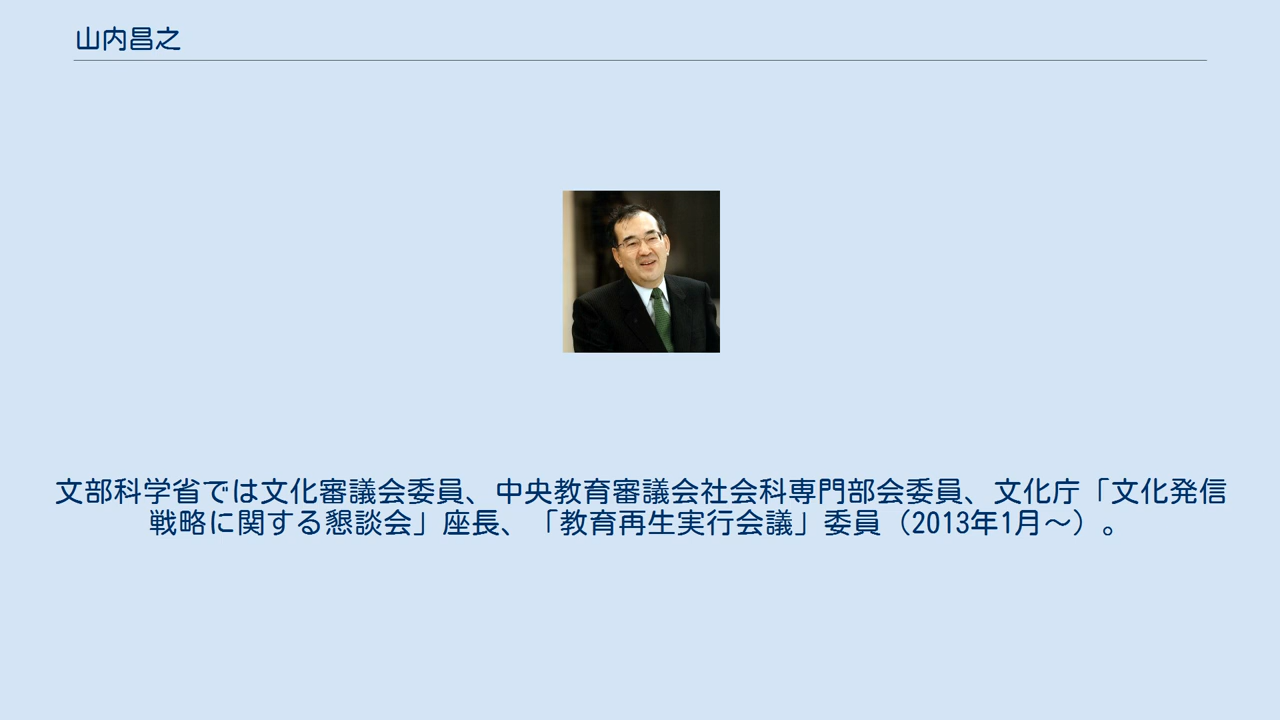 山内昌之
文部科学省では文化審議会委員、中央教育審議会社会科専門部会委員、文化庁「文化発信
戦略に関する懇談会」座長、「教育再生実行会議」委員（2013年1月～）。